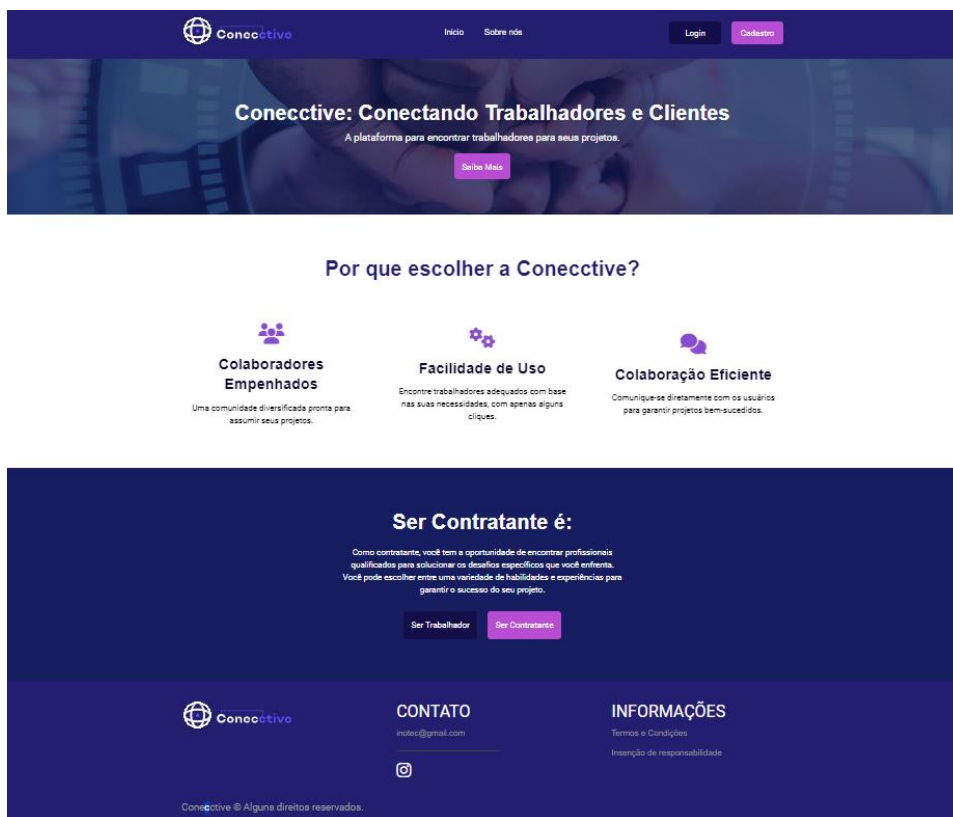 Conecctive
Inicio
Sobre nós
Login
Cadastro
Conecctive: Conectando Trabalhadores e Clientes
A plataforma para encontrar trabalhadores para seus projetos.
Saiba Mais
Por que escolher a Conecctive?
Colaboradores
Empenhados
Uma comunidade diversificada pronta para
assumir seus projetos.
Facilidade de Uso
Encontre trabalhadores adequados com base
nas suas necessidades, com apenas alguns
cliques.
Colaboração Eficiente
Comunique-se diretamente com os usuários
para garantir projetos bem-sucedidos.
Ser Contratante é:
Como contratante, você tem a oportunidade de encontrar profissionais
qualificados para solucionar os desafios específicos que você enfrenta.
Você pode escolher entre uma variedade de habilidades e experiências para
garantir o sucesso do seu projeto.
Ser Trabalhador
Ser Contratante
Conecctive
CONTATO
inotec@gmail.com
INFORMAÇÕES
Termos e Condições
Insenção de responsabilidade
Conecctive © Alguns direitos reservados.